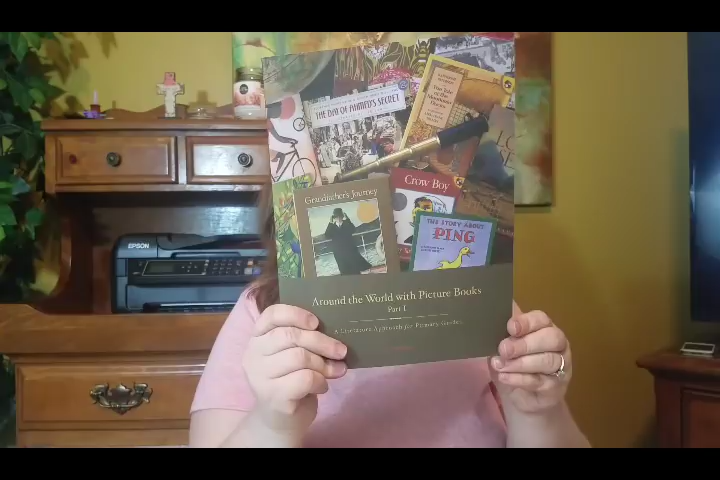 EPSON
THE DAY OF AHMED'S SECRET
The Tale
of the
Mandarin
Ducks
Crow Boy
Grandfather's Journey
THE STORY ABOUT
PING
Around the World with Picture Books
Part I
A Literature Approach for Primary Grades